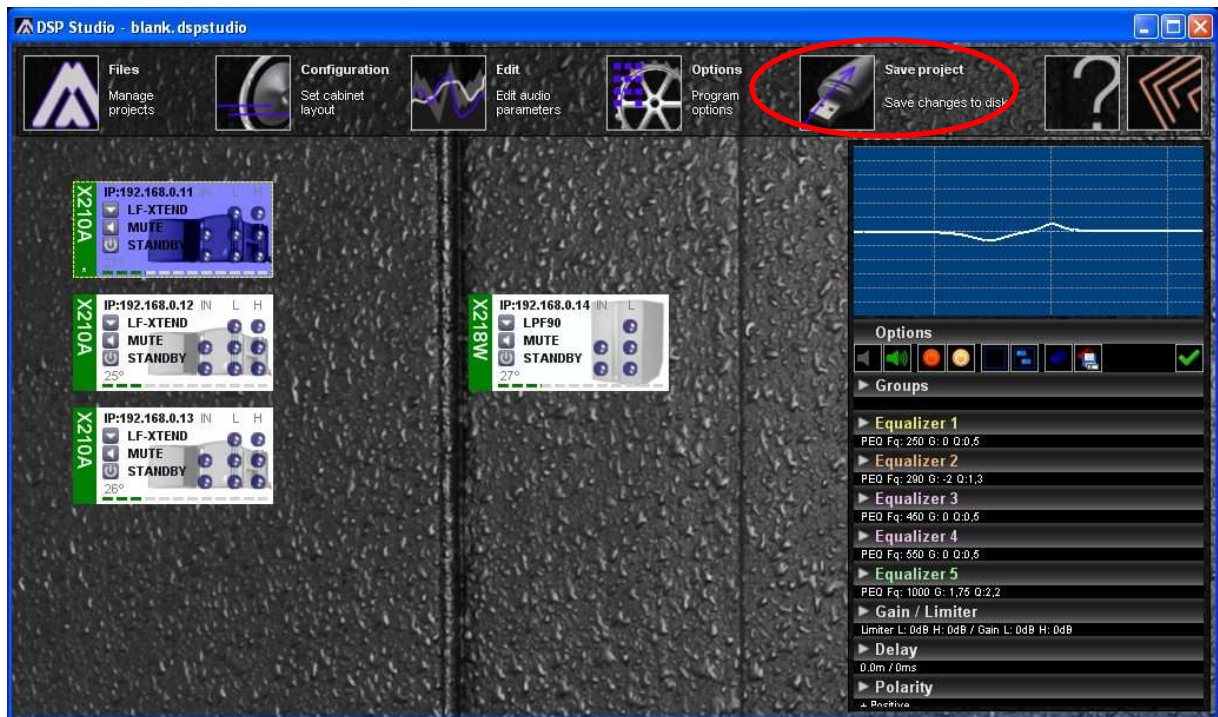 DSP Studio - blank.dspstudio
Files
Manage
projects
Configuration
Set cabinet
layout
Edit
Edit audio
parameters
Options
Program
options
Save project
Save changes to disk
?
X210A
IP:192.168.0.11 IN L H
LF-XTEND
MUTE
STANDBY
X210A
IP:192.168.0.12 IN L H
LF-XTEND
MUTE
STANDBY
25°
X210A
IP:192.168.0.13 IN L H
LF-XTEND
MUTE
STANDBY
26°
X218W
IP:192.168.0.14 IN L
LPF90
MUTE
STANDBY
27°
Options
Groups
Equalizer 1
PEQ Fq: 250 G: 0 Q:0,5
Equalizer 2
PEQ Fq: 290 G: -2 Q:1,3
Equalizer 3
PEQ Fq: 450 G: 0 Q:0,5
Equalizer 4
PEQ Fq: 550 G: 0 Q:0,5
Equalizer 5
PEQ Fq: 1000 G: 1,75 Q:2,2
Gain / Limiter
Limiter L: 0dB H: 0dB / Gain L: 0dB H: 0dB
Delay
0.0m / 0ms
Polarity
+ Positive